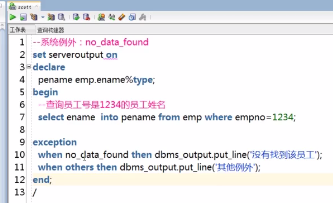 scott
工作表 查询构建器
1 --系统例外：no_data_found
2 set serveroutput on
3 declare
4 pename emp.ename%type;
5 begin
6 --查询员工号是1234的员工姓名
7 select ename into pename from emp where empno=1234;
8
9 exception
10 when no_data_found then dbms_output.put_line('没有找到该员工');
11 when others then dbms_output.put_line('其他例外');
12 end;
13 /